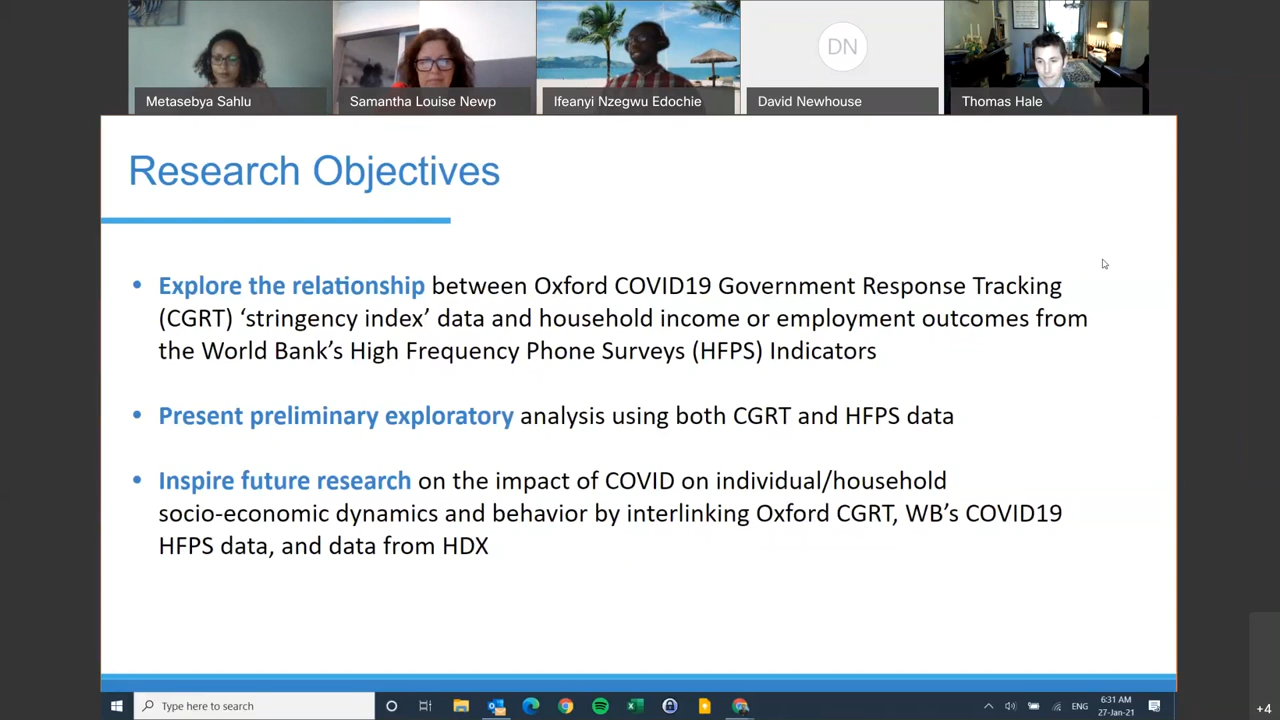 Metasebya Sahlu
Samantha Louise Newp
Ifeanyi Nzegwu Edochie
DN
David Newhouse
Thomas Hale
Research Objectives
• Explore the relationship between Oxford COVID19 Government Response Tracking
(CGRT) ‘stringency index’ data and household income or employment outcomes from
the World Bank’s High Frequency Phone Surveys (HFPS) Indicators
• Present preliminary exploratory analysis using both CGRT and HFPS data
• Inspire future research on the impact of COVID on individual/household
socio-economic dynamics and behavior by interlinking Oxford CGRT, WB’s COVID19
HFPS data, and data from HDX
Type here to search
ENG
6:31 AM
27-Jan-21
+4